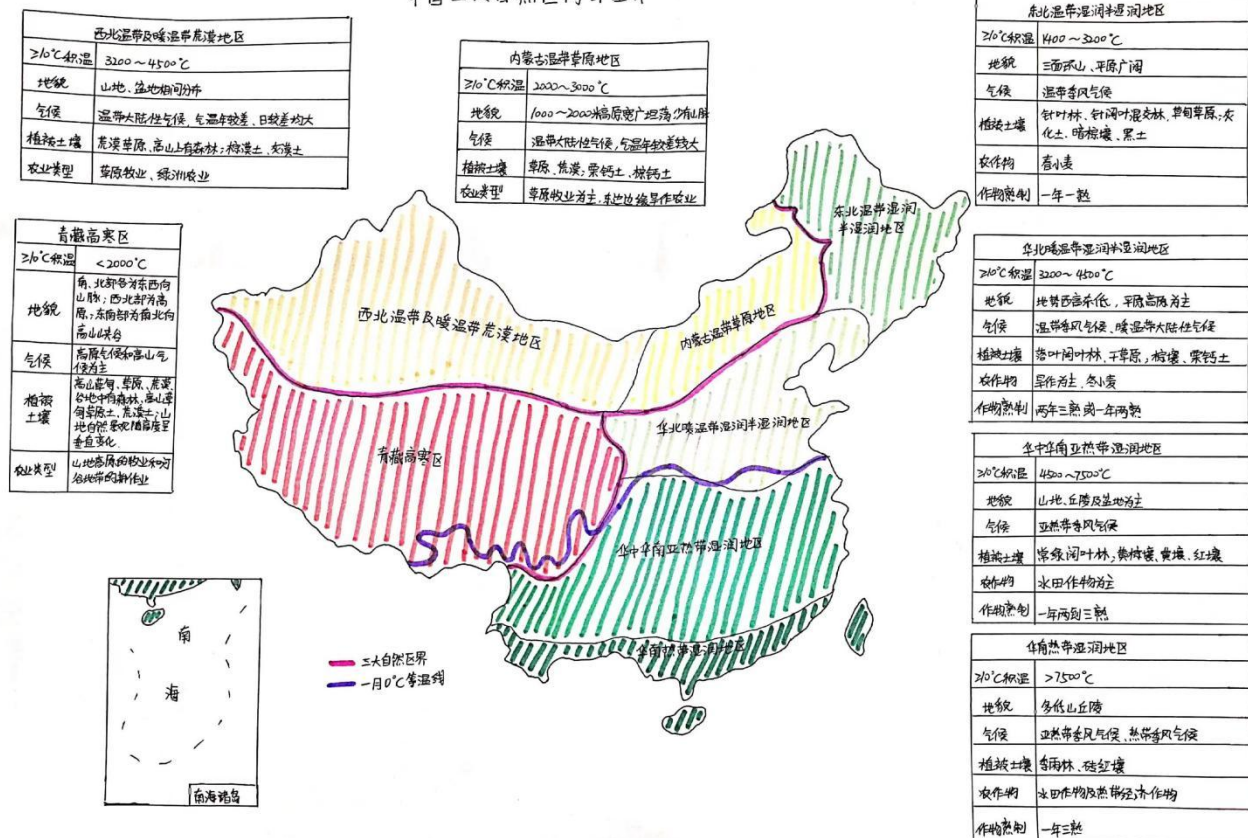 西北温带及暖温带荒漠地区
≥10°C积温 3200~4500°C
地貌 山地、盆地相间分布
气候 温带大陆性气候,气温年较差、日较差均大
植被土壤 荒漠草原、高山上有森林;棕漠土、灰漠土
农业类型 草原牧业、绿洲农业
内蒙古温带草原地区
≥10°C积温 2000~3000°C
地貌 1000~2000米高原宽广坦荡少有山脉
气候 温带大陆性气候,气温年较差较大
植被土壤 草原、荒漠;栗钙土、棕钙土
农业类型 草原牧业为主,东边边缘旱作农业
东北温带湿润半湿润地区
≥10°C积温 1400~3200°C
地貌 三面环山、平原广阔
气候 温带季风气候
植被土壤 针叶林、针阔叶混交林、草甸草原;灰
化土、暗棕壤、黑土
农作物 春小麦
作物熟制 一年一熟
青藏高寒区
≥10°C积温 <2000°C
地貌
南、北部各为东西向
山脉;西北部为高
原;东南部为南北向
高山峡谷
气候
高原气候和高山气
候为主
植被
土壤
高山草甸、草原、荒漠,
谷地中有森林;高山草
甸草原土、荒漠土;山
地自然景观随高度呈
垂直变化
农业类型
山地高原的牧业和河
谷地带的耕作业
华北暖温带湿润半湿润地区
≥10°C积温 3200~4500°C
地貌 地势西高东低,平原高原为主
气候 温带季风气候、暖温带大陆性气候
植被土壤 落叶阔叶林、干草原;棕壤、栗钙土
农作物 旱作为主、冬小麦
作物熟制 两年三熟或一年两熟
华中华南亚热带湿润地区
≥10°C积温 4500~7500°C
地貌 山地、丘陵及盆地为主
气候 亚热带季风气候
植被土壤 常绿阔叶林;黄棕壤、黄壤、红壤
农作物 水田作物为主
作物熟制 一年两到三熟
华南热带湿润地区
≥10°C积温 >7500°C
地貌 多低山丘陵
气候 亚热带季风气候、热带季风气候
植被土壤 季雨林、砖红壤
农作物 水田作物及热带经济作物
作物熟制 一年三熟
东北温带湿润
半湿润地区
西北温带及暖温带荒漠地区
内蒙古温带草原地区
华北暖温带湿润半湿润地区
青藏高寒区
华中华南亚热带湿润地区
华南热带湿润地区
三大自然区界
一月0°C等温线
南
海
南海诸岛